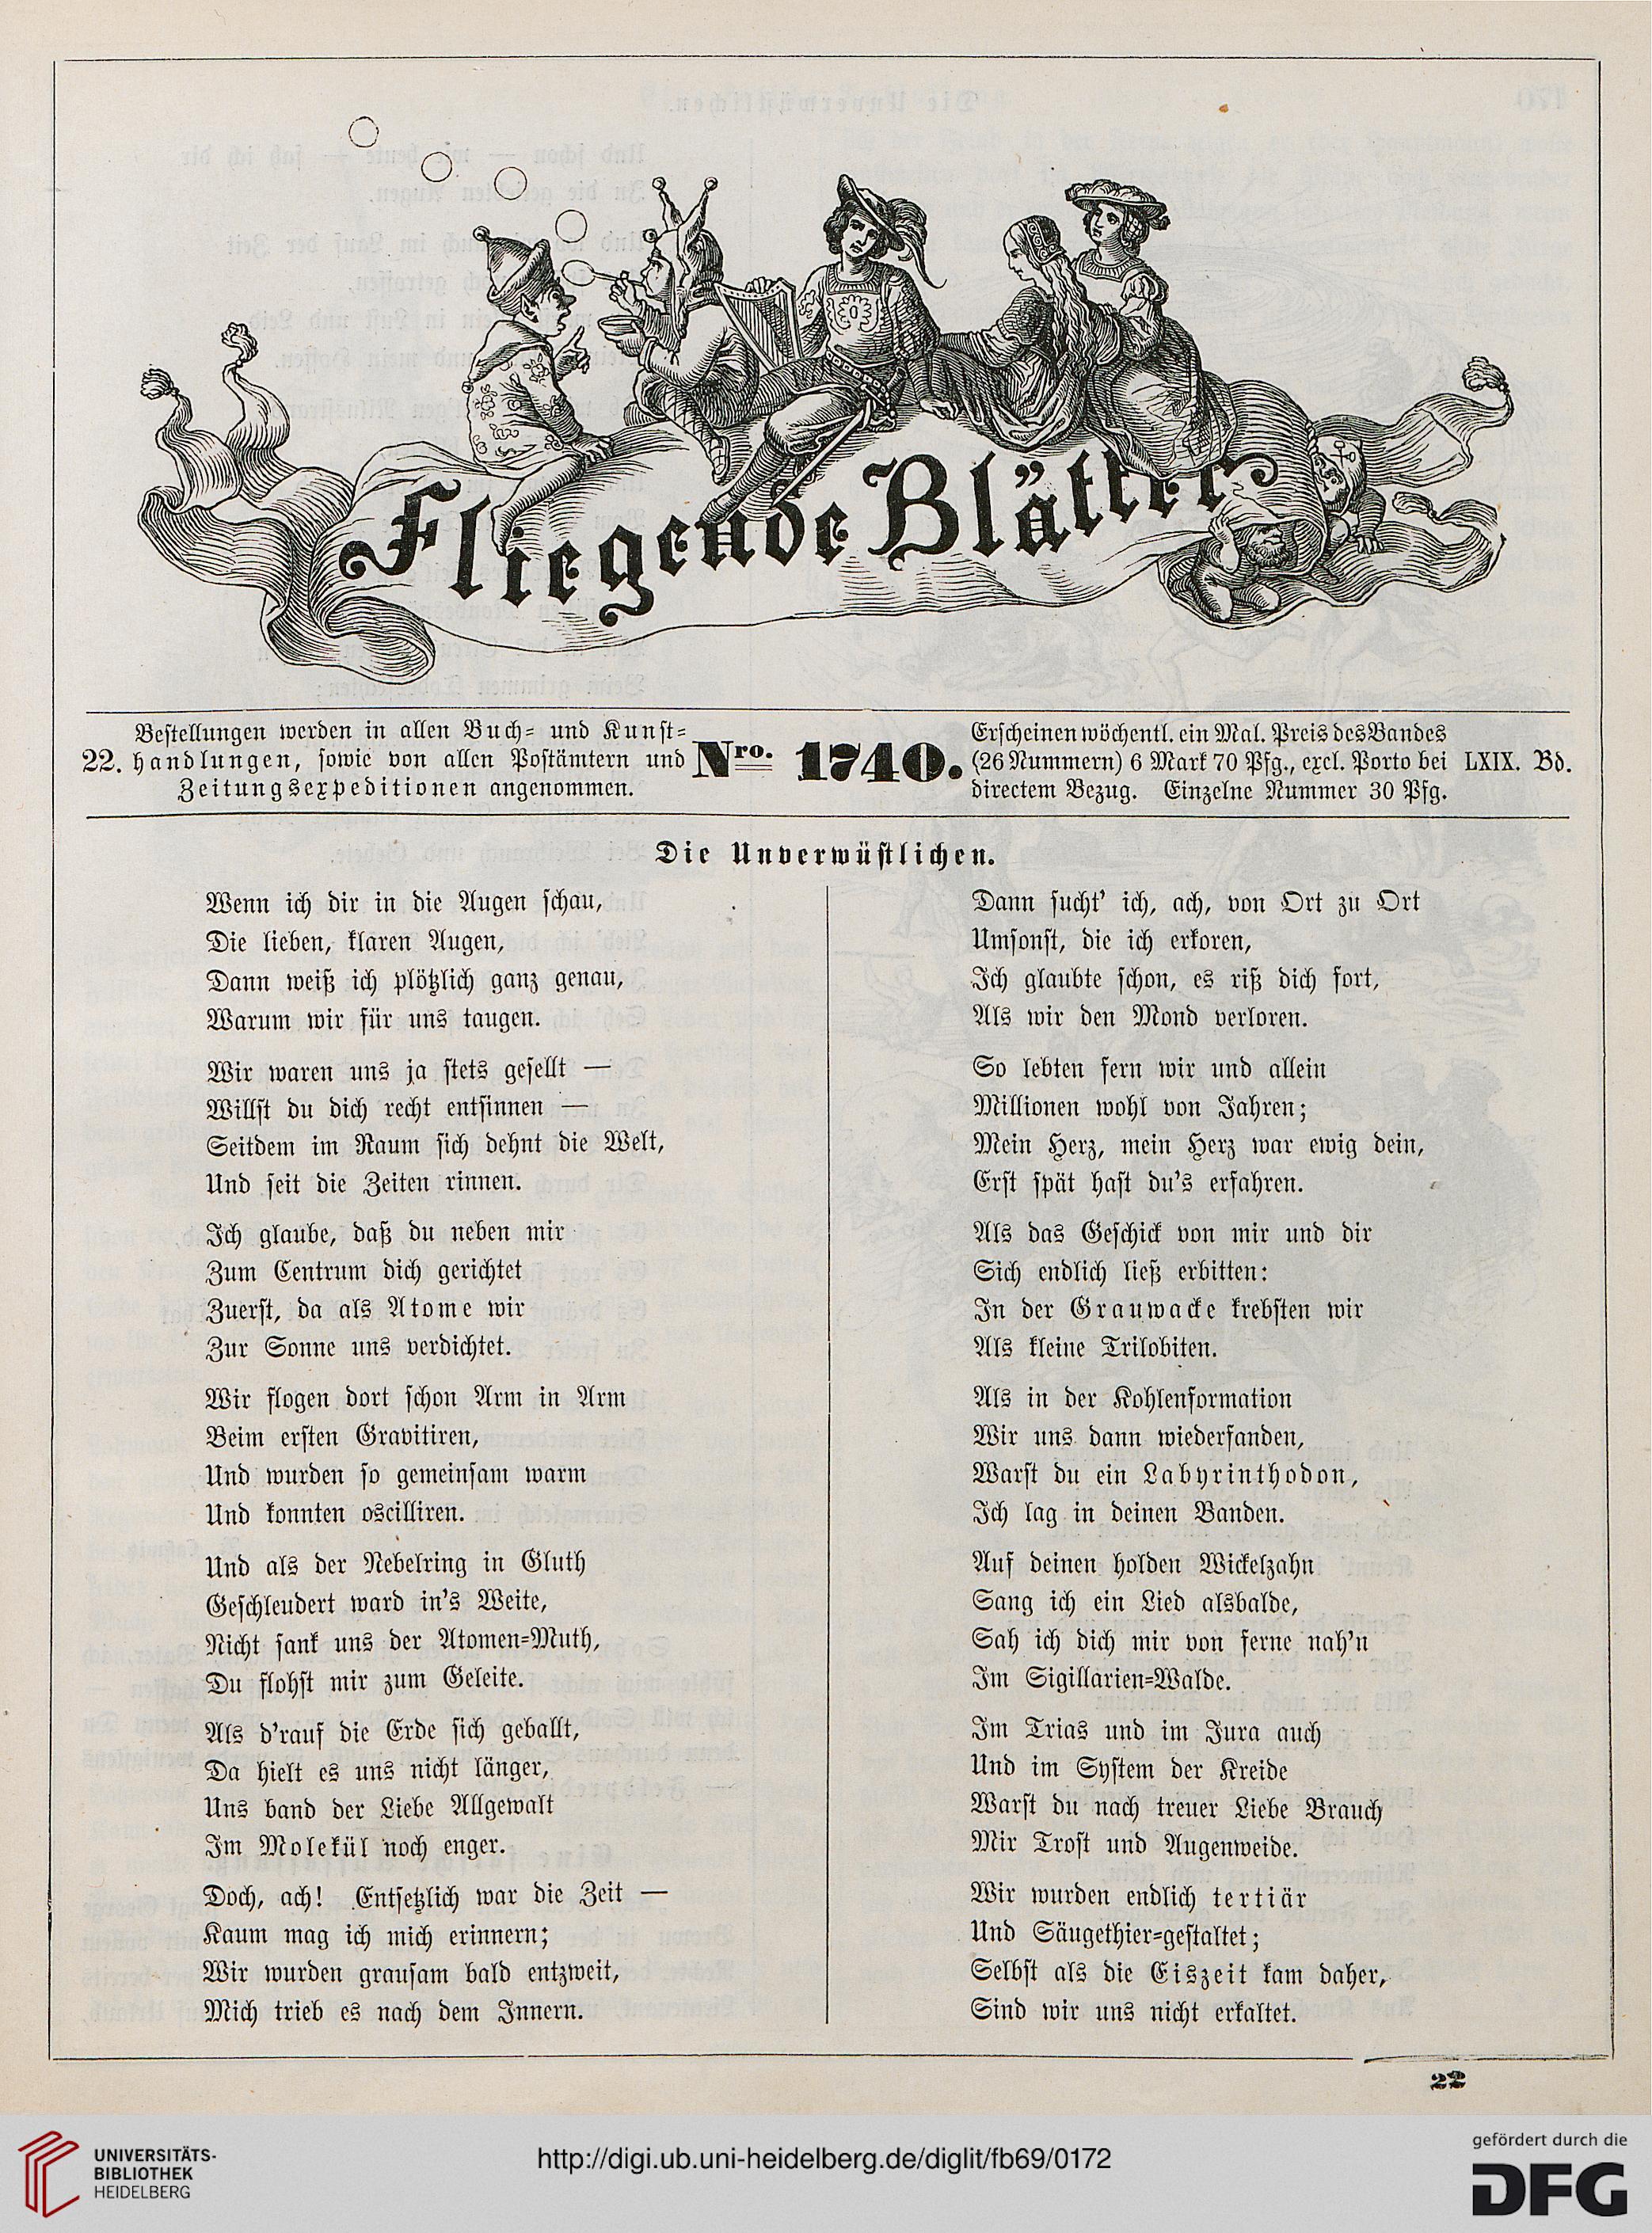 Fliegende Blätter
22.
Bestellungen werden in allen Buch- und Kunst-
handlungen, sowie von allen Postämtern und
Zeitungsexpeditionen angenommen.
Nro. 1740.
Erscheinen wöchentl. ein Mal. Preis des Bandes
(26 Nummern) 6 Mark 70 Pfg., excl. Porto bei
directem Bezug. Einzelne Nummer 30 Pfg.
LXIX. Bd.
Die Unverwüstlichen.
Wenn ich dir in die Augen schau,
Die lieben, klaren Augen,
Dann weiß ich plötzlich ganz genau,
Warum wir für uns taugen.
Wir waren uns ja stets gesellt —
Willst du dich recht entsinnen —
Seitdem im Raum sich dehnt die Welt,
Und seit die Zeiten rinnen.
Ich glaube, daß du neben mir
Zum Centrum dich gerichtet
Zuerst, da als Atome wir
Zur Sonne uns verdichtet.
Wir flogen dort schon Arm in Arm
Beim ersten Gravitiren,
Und wurden so gemeinsam warm
Und konnten oscilliren.
Und als der Nebelring in Gluth
Geschleudert ward in's Weite,
Nicht sank uns der Atomen-Muth,
Du flohst mir zum Geleite.
Als d'rauf die Erde sich geballt,
Da hielt es uns nicht länger,
Uns band der Liebe Allgewalt
Im Molekül noch enger.
Doch, ach! Entsetzlich war die Zeit —
Kaum mag ich mich erinnern;
Wir wurden grausam bald entzweit,
Mich trieb es nach dem Innern.
Dann sucht' ich, ach, von Ort zu Ort
Umsonst, die ich erkoren,
Ich glaubte schon, es riß dich fort,
Als wir den Mond verloren.
So lebten fern wir und allein
Millionen wohl von Jahren;
Mein Herz, mein Herz war ewig dein,
Erst spät hast du's erfahren.
Als das Geschick von mir und dir
Sich endlich ließ erbitten:
In der Grauwacke krebsten wir
Als kleine Trilobiten.
Als in der Kohlenformation
Wir uns dann wiederfanden,
Warst du ein Labyrinthodon,
Ich lag in deinen Banden.
Auf deinen holden Wickelzahn
Sang ich ein Lied alsbalde,
Sah ich dich mir von ferne nah'n
Im Sigillarien-Walde.
Im Trias und im Jura auch
Und im System der Kreide
Warst du nach treuer Liebe Brauch
Mir Trost und Augenweide.
Wir wurden endlich tertiär
Und Säugethier-gestaltet;
Selbst als die Eiszeit kam daher,
Sind wir uns nicht erkaltet.
22
UNIVERSITÄTS-
BIBLIOTHEK
HEIDELBERG
http://digi.ub.uni-heidelberg.de/diglit/fb69/0172
gefördert durch die
DFG